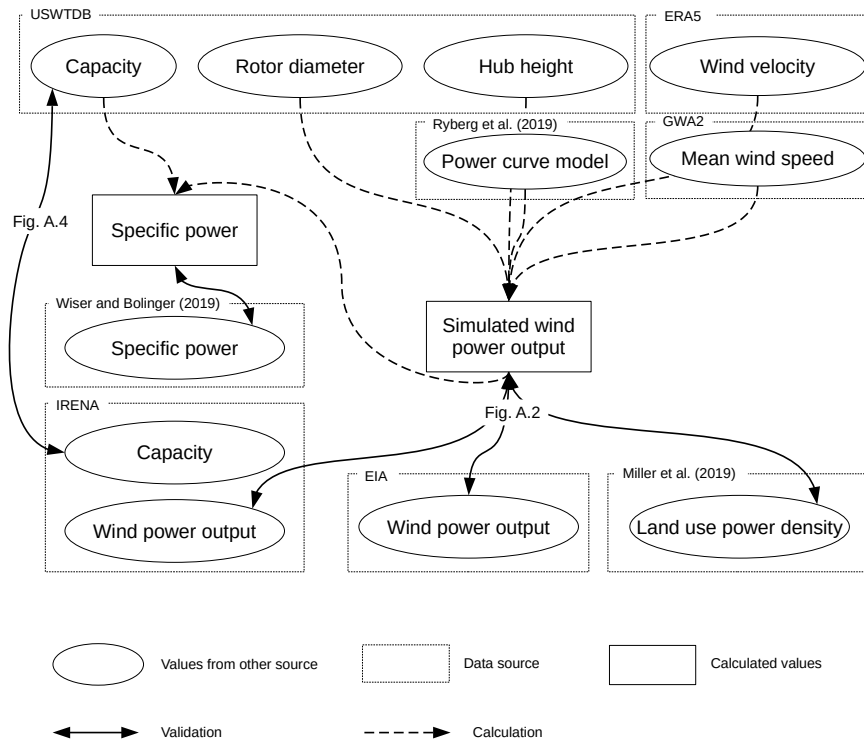 USWTDB
ERA5
Capacity
Rotor diameter
Hub height
Wind velocity
Ryberg et al. (2019)
GWA2
Power curve model
Mean wind speed
Fig. A.4
Specific power
Wiser and Bolinger (2019)
Specific power
Simulated wind
power output
IRENA
Fig. A.2
Capacity
EIA
Miller et al. (2019)
Wind power output
Wind power output
Land use power density
Values from other source
Data source
Calculated values
Validation
Calculation